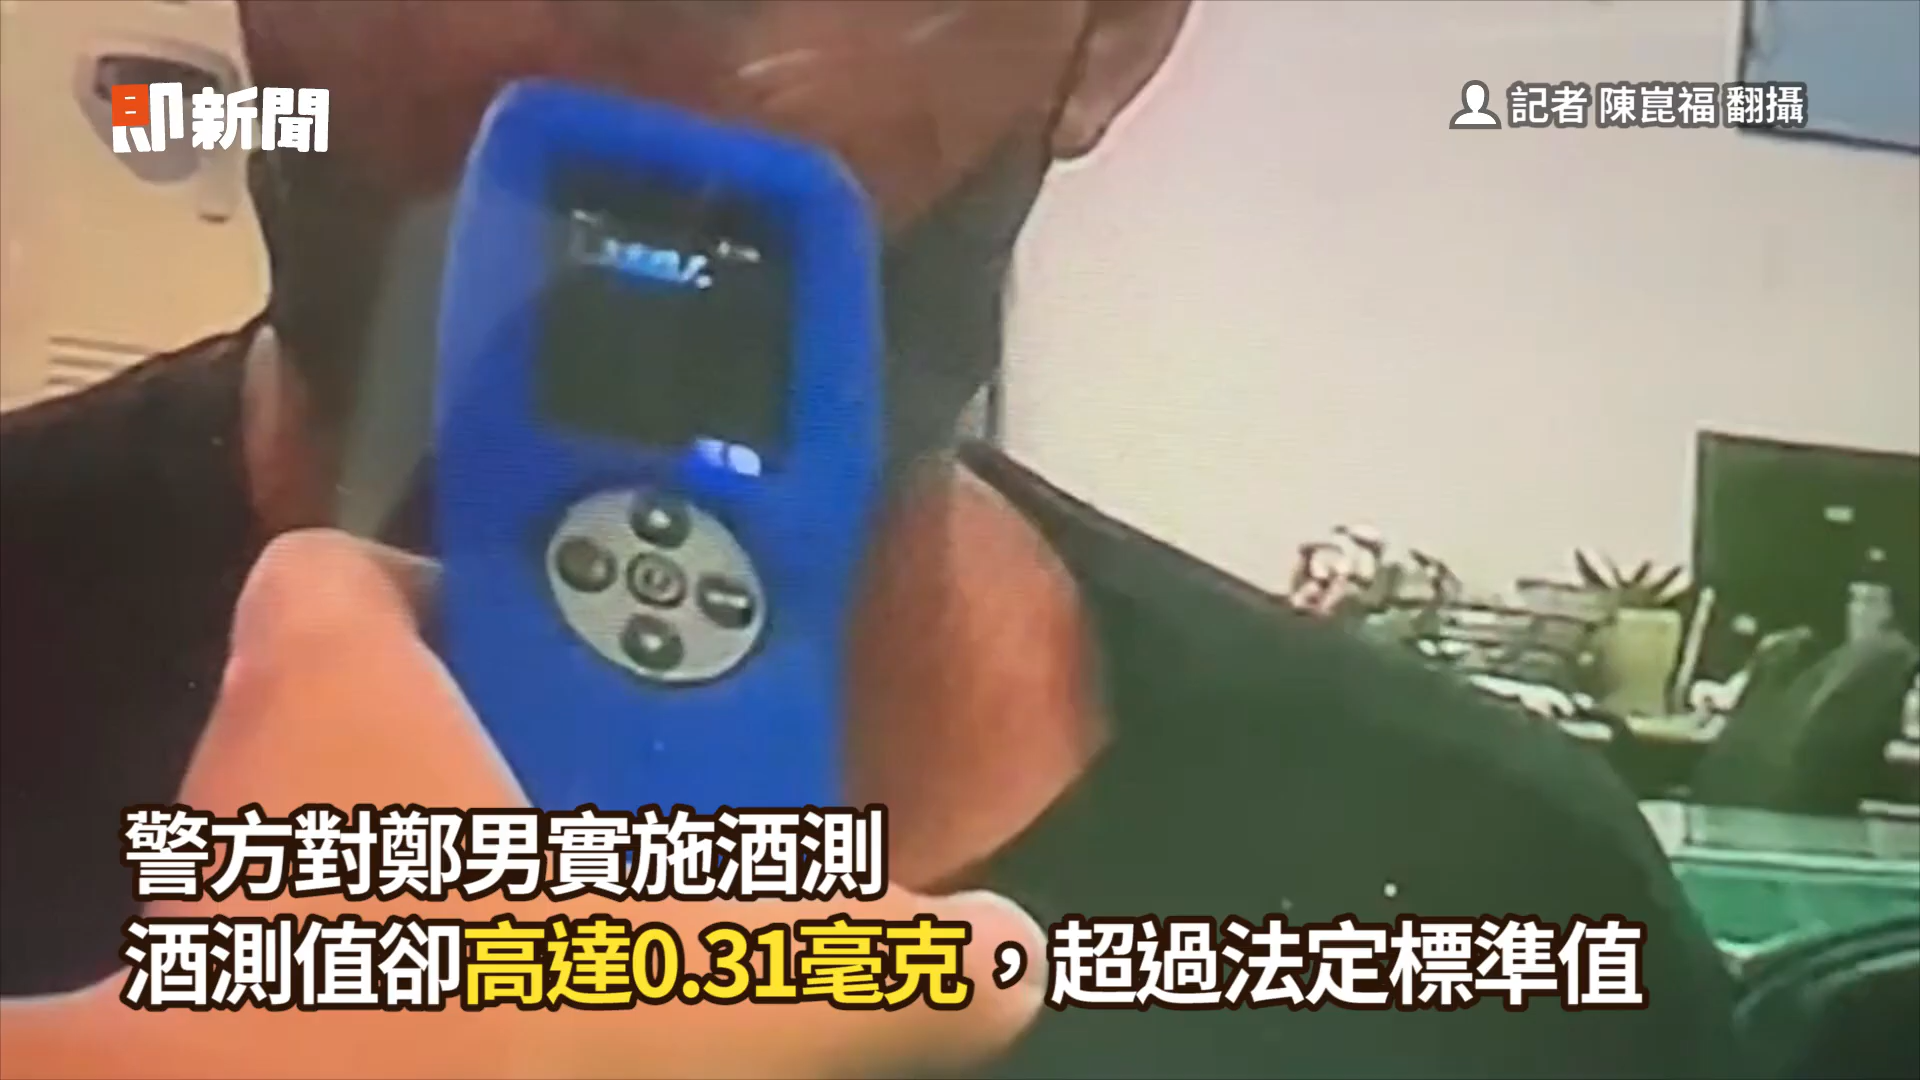 即新聞
記者 陳崑福 翻攝
警方對鄭男實施酒測
酒測值卻高達0.31毫克，超過法定標準值